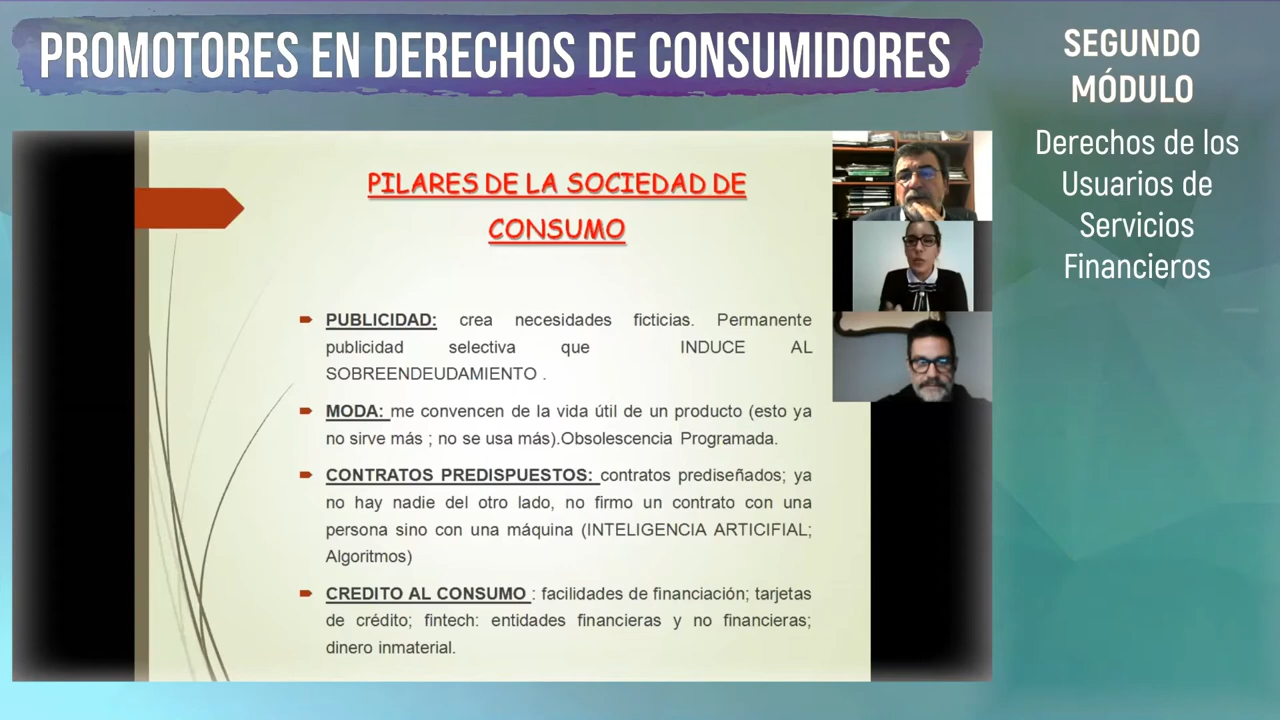 PROMOTORES EN DERECHOS DE CONSUMIDORES
SEGUNDO
MÓDULO
Derechos de los
Usuarios de
Servicios
Financieros
PILARES DE LA SOCIEDAD DE
CONSUMO
PUBLICIDAD: crea necesidades ficticias. Permanente
publicidad selectiva que INDUCE AL
SOBREENDEUDAMIENTO .
MODA: me convencen de la vida útil de un producto (esto ya
no sirve más ; no se usa más).Obsolescencia Programada.
CONTRATOS PREDISPUESTOS: contratos prediseñados; ya
no hay nadie del otro lado, no firmo un contrato con una
persona sino con una máquina (INTELIGENCIA ARTICIFIAL;
Algoritmos)
CREDITO AL CONSUMO : facilidades de financiación; tarjetas
de crédito; fintech: entidades financieras y no financieras;
dinero inmaterial.